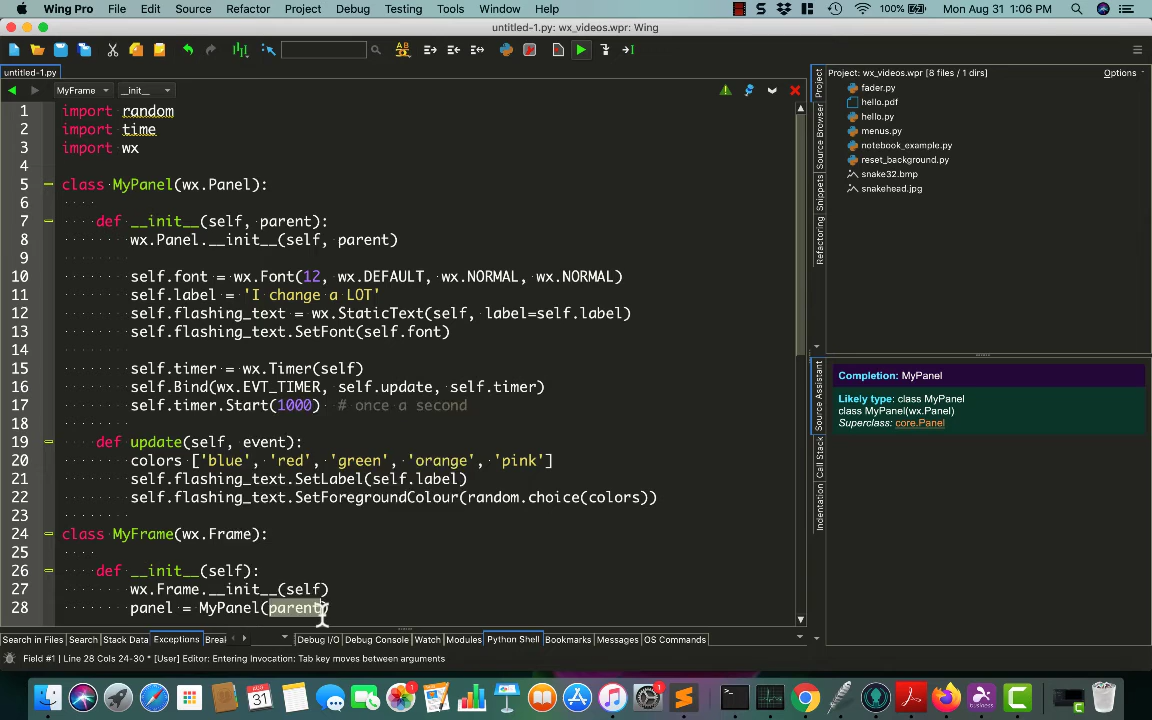 Wing Pro File Edit Source Refactor Project Debug Testing Tools Window Help 100% Mon Aug 31 1:06 PM
untitled-1.py: wx_videos.wpr: Wing
untitled-1.py
MyFrame __init__
1 import random
2 import time
3 import wx
4
5 class MyPanel(wx.Panel):
6
7 def __init__(self, parent):
8 wx.Panel.__init__(self, parent)
9
10 self.font = wx.Font(12, wx.DEFAULT, wx.NORMAL, wx.NORMAL)
11 self.label = 'I change a LOT'
12 self.flashing_text = wx.StaticText(self, label=self.label)
13 self.flashing_text.SetFont(self.font)
14
15 self.timer = wx.Timer(self)
16 self.Bind(wx.EVT_TIMER, self.update, self.timer)
17 self.timer.Start(1000) # once a second
18
19 def update(self, event):
20 colors ['blue', 'red', 'green', 'orange', 'pink']
21 self.flashing_text.SetLabel(self.label)
22 self.flashing_text.SetForegroundColour(random.choice(colors))
23
24 class MyFrame(wx.Frame):
25
26 def __init__(self):
27 wx.Frame.__init__(self)
28 panel = MyPanel(parent)
Project
Source Browser
Snippets
Refactoring
Project: wx_videos.wpr [8 files / 1 dirs] Options
fader.py
hello.pdf
hello.py
menus.py
notebook_example.py
reset_background.py
snake32.bmp
snakehead.jpg
Source Assistant
Call Stack
Indentation
Completion: MyPanel
Likely type: class MyPanel
class MyPanel(wx.Panel)
Superclass: core.Panel
Search in Files Search Stack Data Exceptions Break Debug I/O Debug Console Watch Modules Python Shell Bookmarks Messages OS Commands
Field #1 | Line 28 Cols 24-30 * [User] Editor: Entering Invocation: Tab key moves between arguments